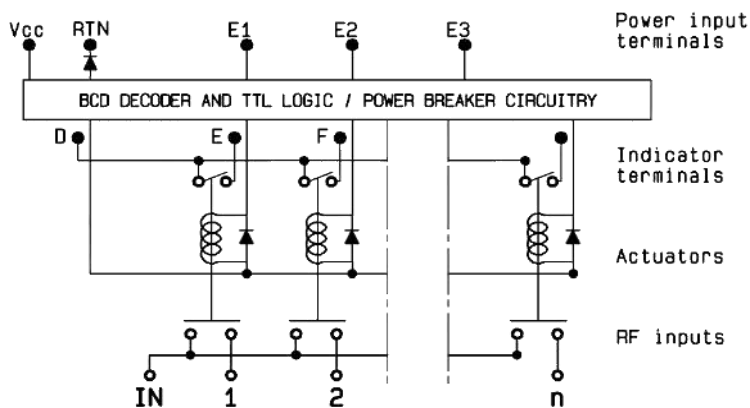 Vcc RTN E1 E2 E3 Power input
terminals
BCD DECODER AND TTL LOGIC / POWER BREAKER CIRCUITRY
D E F
Indicator
terminals
Actuators
RF inputs
IN 1 2 n